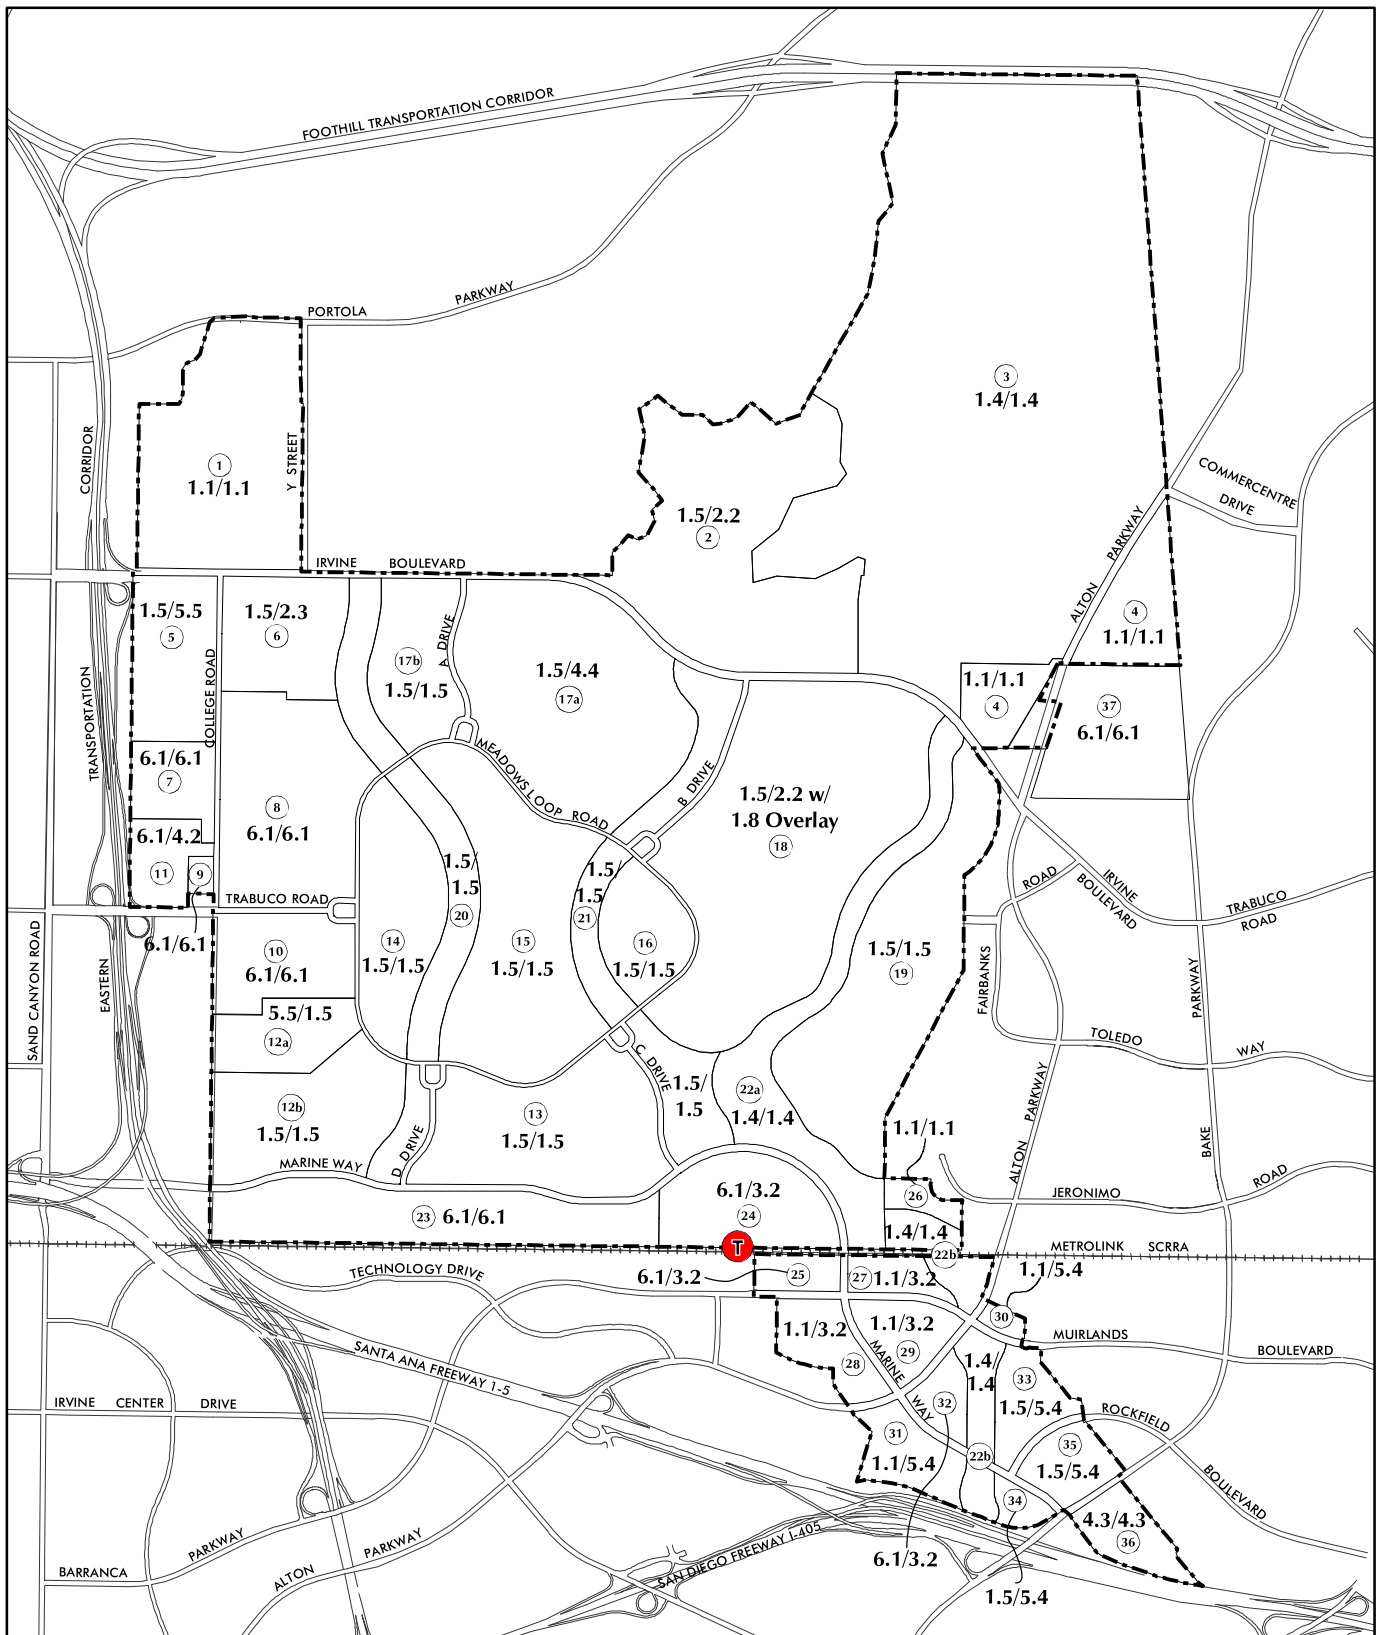 FOOTHILL TRANSPORTATION CORRIDOR
PORTOLA
PARKWAY
3
1.4/1.4
CORRIDOR
1
1.1/1.1
Y STREET
COMMERCENTRE
DRIVE
1.5/2.2
2
ALTON
PARKWAY
IRVINE
BOULEVARD
1.5/5.5
5
1.5/2.3
6
A DRIVE
17b
1.5/1.5
1.5/4.4
17a
4
1.1/1.1
1.1/1.1
4
37
6.1/6.1
TRANSPORTATION
COLLEGE ROAD
6.1/6.1
7
MEADOWS LOOP
ROAD
B DRIVE
1.5/2.2 w/
1.8 Overlay
18
8
6.1/6.1
6.1/4.2
11
9
6.1/6.1
TRABUCO ROAD
1.5/
1.5
20
1.5/
1.5
21
ROAD
IRVINE
BOULEVARD
TRABUCO
ROAD
SAND CANYON ROAD
EASTERN
10
6.1/6.1
14
1.5/1.5
15
1.5/1.5
16
1.5/1.5
1.5/1.5
19
FAIRBANKS
PARKWAY
5.5/1.5
12a
TOLEDO
WAY
C DRIVE
1.5/
1.5
22a
1.4/1.4
12b
1.5/1.5
13
1.5/1.5
D DRIVE
1.1/1.1
ALTON
PARKWAY
BAKE
MARINE WAY
6.1/3.2
24
26
1.4/1.4
22b
JERONIMO
ROAD
23 6.1/6.1
T
METROLINK
SCRRA
TECHNOLOGY DRIVE
6.1/3.2
25
27 1.1/3.2
1.1/5.4
30
1.1/3.2
28
1.1/3.2
29
MARINE
WAY
MUIRLANDS
BOULEVARD
SANTA ANA FREEWAY 1-5
1.4/
1.4
33
1.5/5.4
IRVINE
CENTER
DRIVE
32
ROCKFIELD
BOULEVARD
31
1.1/5.4
22b
35
1.5/5.4
34
4.3/4.3
36
PARKWAY
PARKWAY
BARRANCA
ALTON
SAN DIEGO FREEWAY I-405
6.1/3.2
1.5/5.4